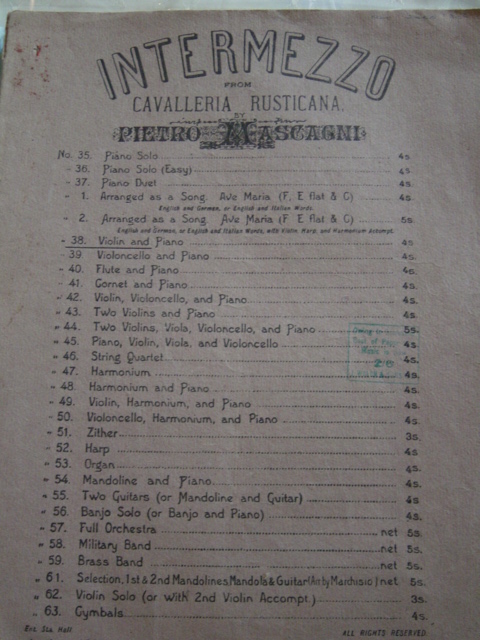 INTERMEZZO
FROM
CAVALLERIA RUSTICANA.
BY
PIETRO MASCAGNI
No. 35. Piano Solo 4s.
" 36. Piano Solo (Easy) 4s.
" 37. Piano Duet 4s.
" 1. Arranged as a Song. Ave Maria (F, E flat & C) 4s.
English and German, or English and Italian Words.
" 2. Arranged as a Song. Ave Maria (F E flat & C) 5s.
English and German, or English and Italian Words, with Violin, Harp, and Harmonium Accompt.
" 38. Violin and Piano 4s.
" 39. Violoncello and Piano 4s.
" 40. Flute and Piano 4s.
" 41. Cornet and Piano 4s.
" 42. Violin, Violoncello, and Piano 4s.
" 43. Two Violins and Piano 4s.
" 44. Two Violins, Viola, Violoncello, and Piano 5s.
" 45. Piano, Violin, Viola, and Violoncello 4s.
" 46. String Quartet 4s.
" 47. Harmonium 4s.
" 48. Harmonium and Piano 4s.
" 49. Violin, Harmonium, and Piano 4s.
" 50. Violoncello, Harmonium, and Piano 4s.
" 51. Zither 3s.
" 52. Harp 4s.
" 53. Organ 4s.
" 54. Mandoline and Piano. 4s.
" 55. Two Guitars (or Mandoline and Guitar) 4s.
" 56. Banjo Solo (or Banjo and Piano) 4s.
" 57. Full Orchestra net 5s.
" 58. Military Band net 5s.
" 59. Brass Band net 5s.
" 61. Selection, 1st & 2nd Mandolines, Mandola & Guitar (Arr by Marchisio) net 5s.
" 62. Violin Solo (or with 2nd Violin Accompt.) 3s.
" 63. Cymbals 4s.
Ent. Sta. Hall.
ALL RIGHTS RESERVED.
2/6